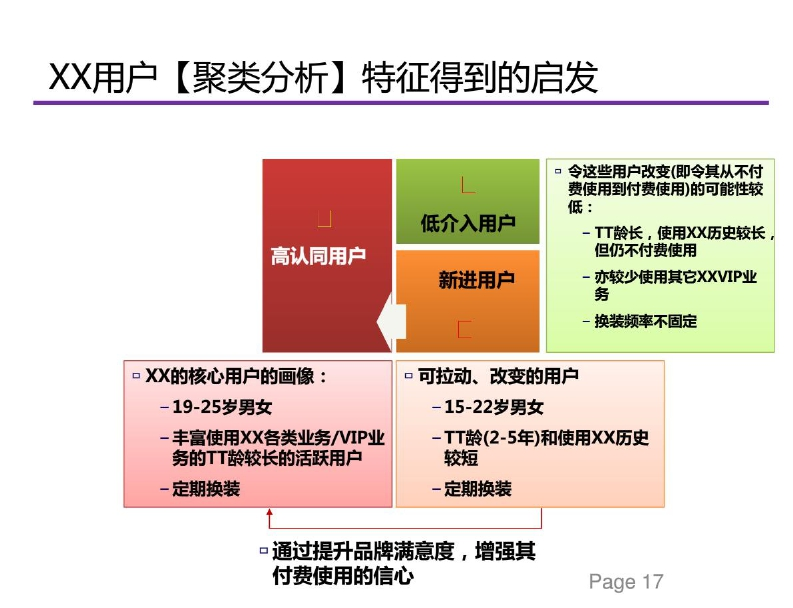 XX用户【聚类分析】特征得到的启发
高认同用户
低介入用户
新进用户
令这些用户改变(即令其从不付
费使用到付费使用)的可能性较
低：
– TT龄长，使用XX历史较长，
但仍不付费使用
– 亦较少使用其它XXVIP业
务
– 换装频率不固定
XX的核心用户的画像：
– 19-25岁男女
– 丰富使用XX各类业务/VIP业
务的TT龄较长的活跃用户
– 定期换装
可拉动、改变的用户
– 15-22岁男女
– TT龄(2-5年)和使用XX历史
较短
– 定期换装
通过提升品牌满意度，增强其
付费使用的信心
Page 17